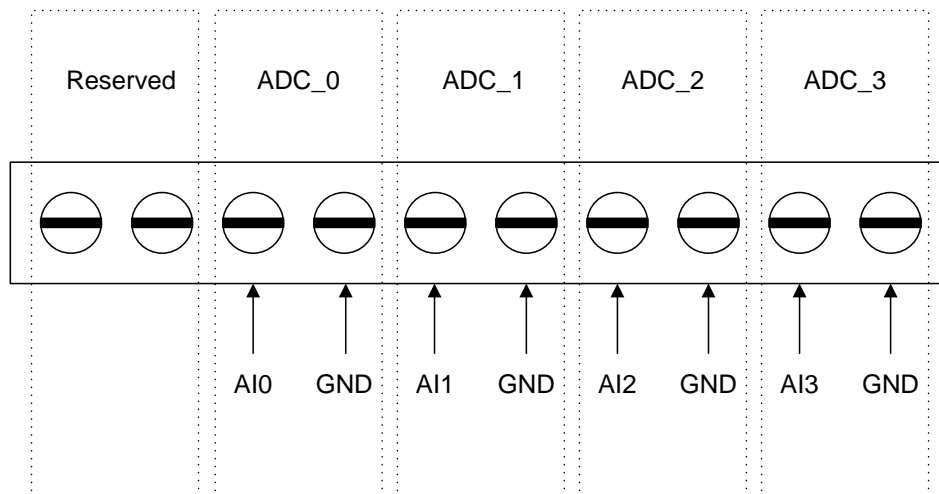 Reserved ADC_0 ADC_1 ADC_2 ADC_3
AI0 GND AI1 GND AI2 GND AI3 GND